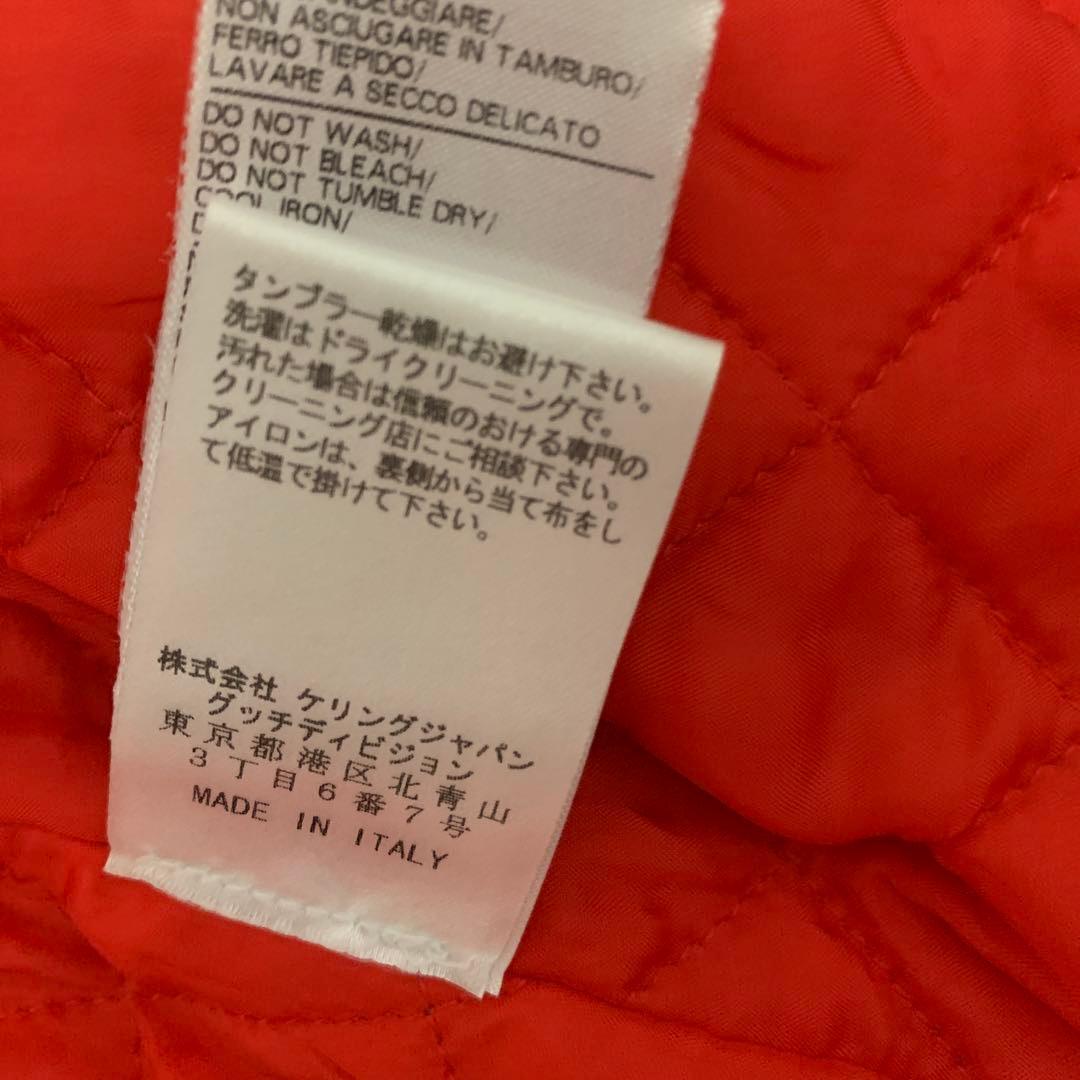 NON ASCIUGARE IN TAMBURO/
FERRO TIEPIDO/
LAVARE A SECCO DELICATO
DO NOT WASH/
DO NOT BLEACH/
DO NOT TUMBLE DRY/
COOL IRON/
タンブラー乾燥はお避け下さい。
洗濯はドライクリーニングで。
汚れた場合は信頼のおける専門の
クリーニング店にご相談下さい。
アイロンは、裏側から当て布をし
て低温で掛けて下さい。
株式会社 ケリングジャパン
グッチディビジョン
東京都港区北青山
3丁目6番7号
MADE IN ITALY